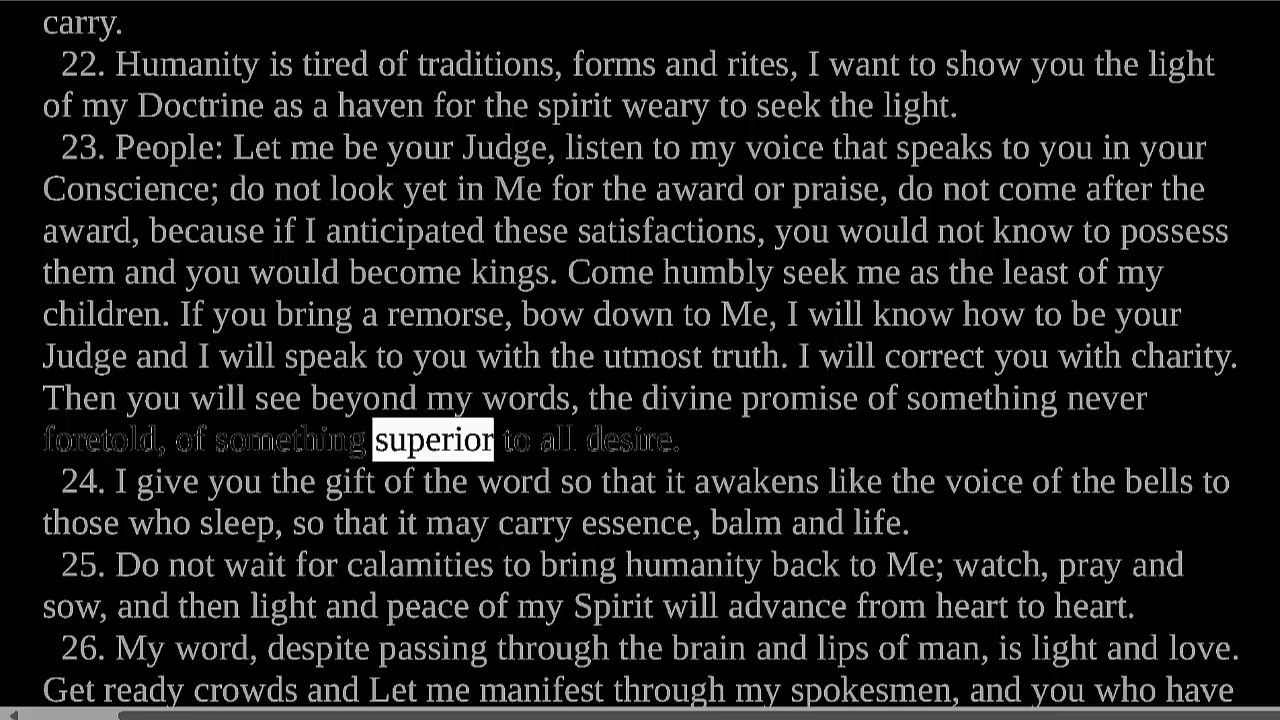 carry.
22. Humanity is tired of traditions, forms and rites, I want to show you the light
of my Doctrine as a haven for the spirit weary to seek the light.
23. People: Let me be your Judge, listen to my voice that speaks to you in your
Conscience; do not look yet in Me for the award or praise, do not come after the
award, because if I anticipated these satisfactions, you would not know to possess
them and you would become kings. Come humbly seek me as the least of my
children. If you bring a remorse, bow down to Me, I will know how to be your
Judge and I will speak to you with the utmost truth. I will correct you with charity.
Then you will see beyond my words, the divine promise of something never
foretold, of something superior to all desire.
24. I give you the gift of the word so that it awakens like the voice of the bells to
those who sleep, so that it may carry essence, balm and life.
25. Do not wait for calamities to bring humanity back to Me; watch, pray and
sow, and then light and peace of my Spirit will advance from heart to heart.
26. My word, despite passing through the brain and lips of man, is light and love.
Get ready crowds and Let me manifest through my spokesmen, and you who have